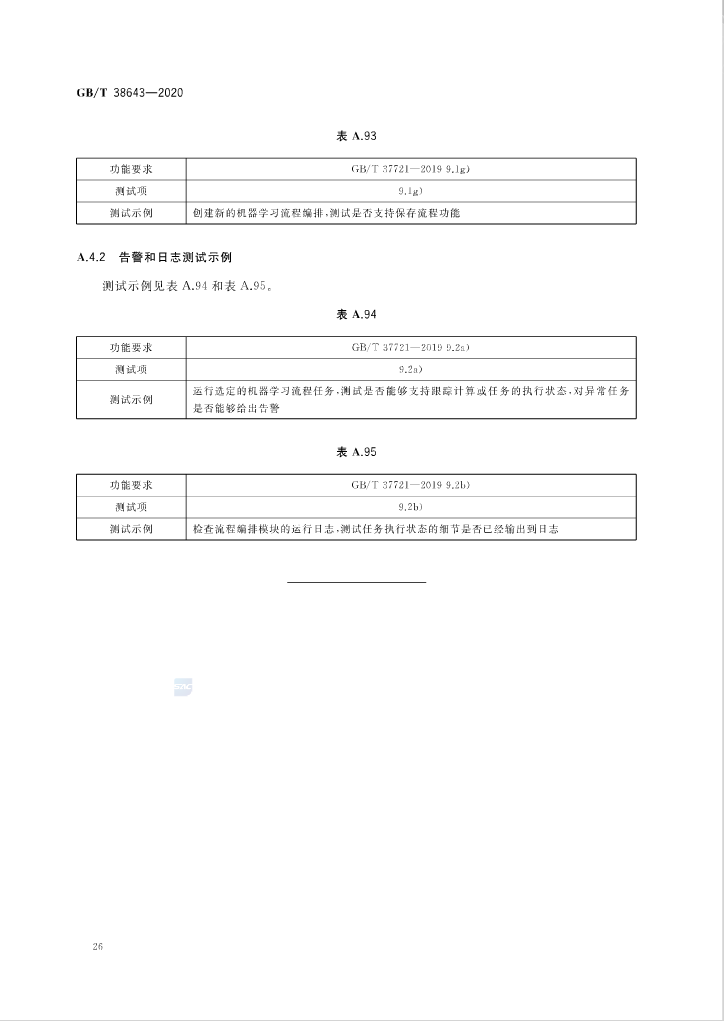 GB/T 38643—2020
表 A.93
功能要求 GB/T 37721—2019 9.1g)
测试项 9.1g)
测试示例 创建新的机器学习流程编排,测试是否支持保存流程功能
A.4.2 告警和日志测试示例
测试示例见表 A.94 和表 A.95。
表 A.94
功能要求 GB/T 37721—2019 9.2a)
测试项 9.2a)
测试示例 运行选定的机器学习流程任务,测试是否能够支持跟踪计算或任务的执行状态,对异常任务
是否能够给出告警
表 A.95
功能要求 GB/T 37721—2019 9.2b)
测试项 9.2b)
测试示例 检查流程编排模块的运行日志,测试任务执行状态的细节是否已经输出到日志
26